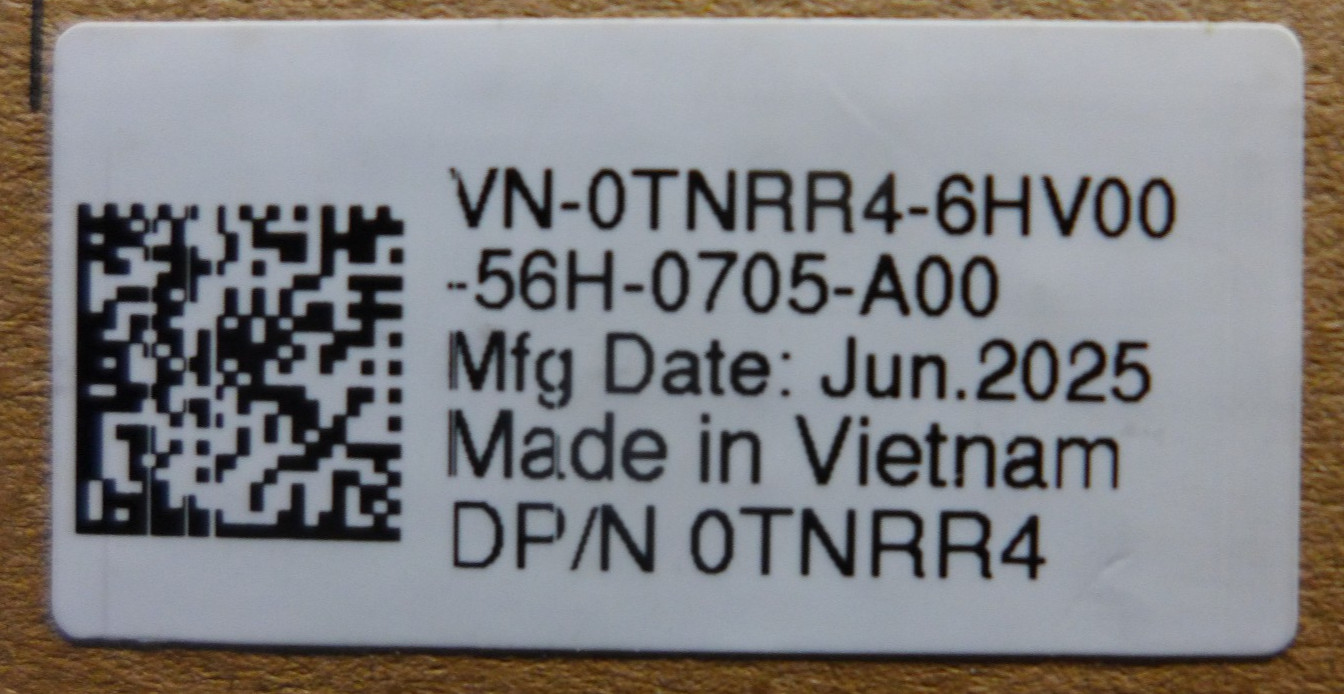 VN-0TNRR4-6HV00
-56H-0705-A00
Mfg Date: Jun.2025
Made in Vietnam
DP/N 0TNRR4